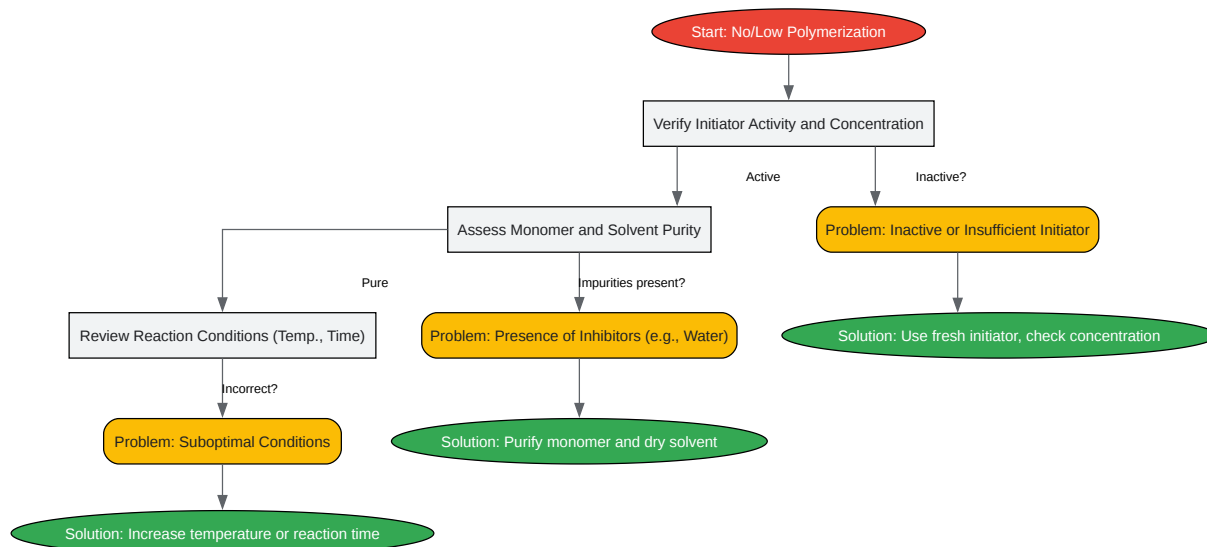 Start: No/Low Polymerization
Verify Initiator Activity and Concentration
Active
Inactive?
Assess Monomer and Solvent Purity
Problem: Inactive or Insufficient Initiator
Pure
Impurities present?
Review Reaction Conditions (Temp., Time)
Problem: Presence of Inhibitors (e.g., Water)
Solution: Use fresh initiator, check concentration
Incorrect?
Problem: Suboptimal Conditions
Solution: Purify monomer and dry solvent
Solution: Increase temperature or reaction time